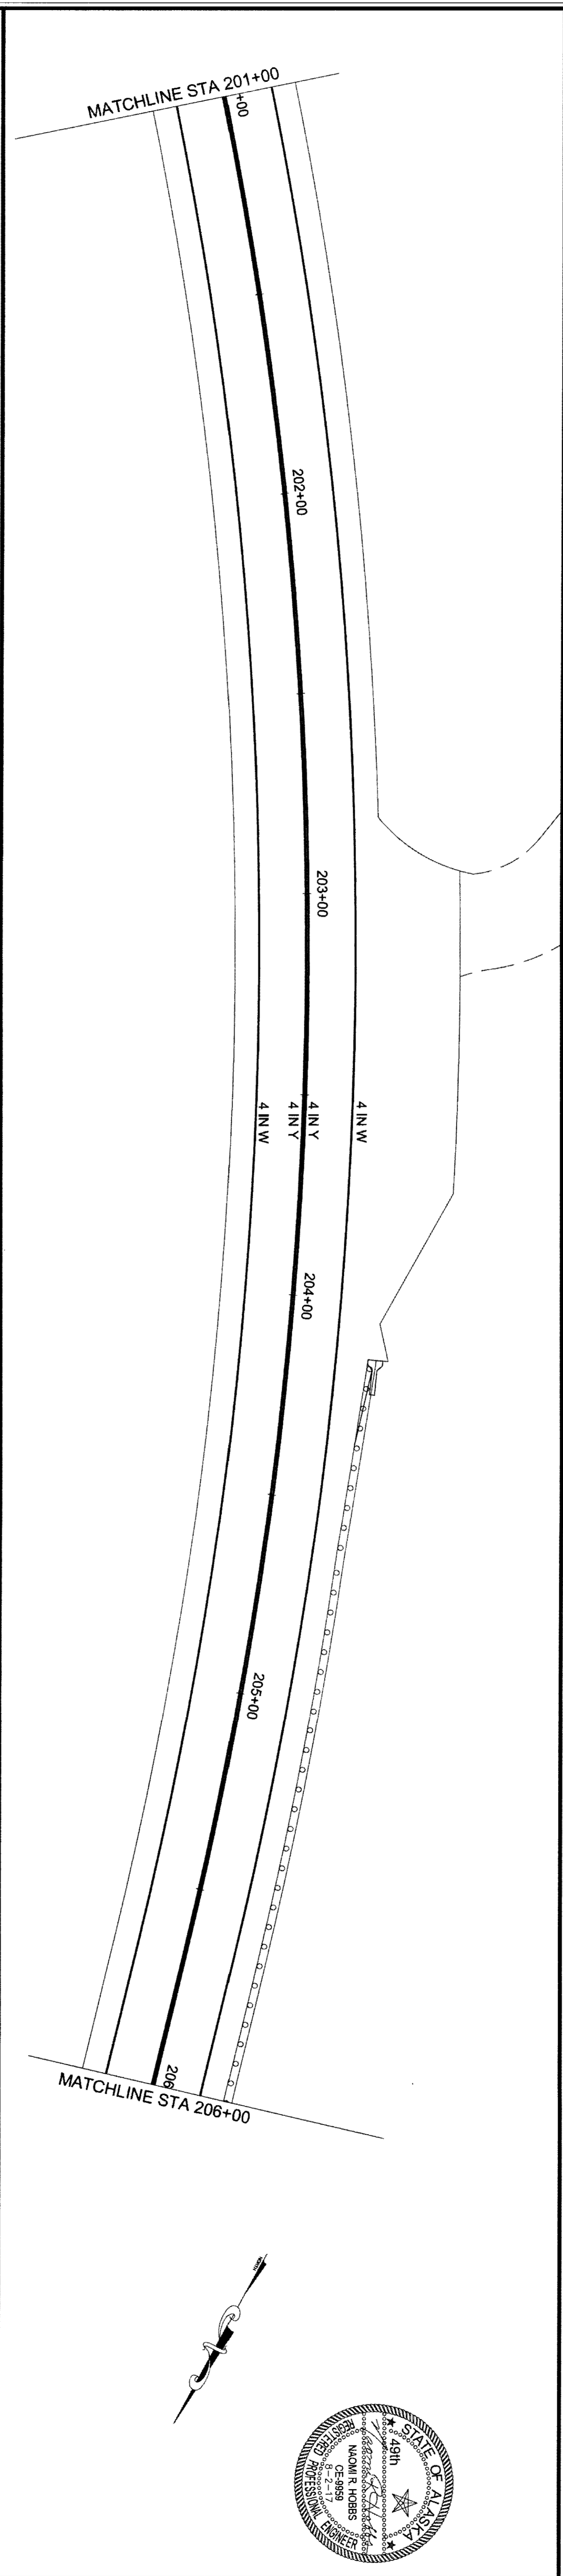 MATCHLINE STA 201+00
+00
202+00
203+00
4 IN W
4 IN Y
4 IN Y
4 IN W
204+00
205+00
206
MATCHLINE STA 206+00
NORTH
STATE OF ALASKA
49th
NAOMI R. HOBBS
CE-9959
8-2-17
REGISTERED PROFESSIONAL ENGINEER